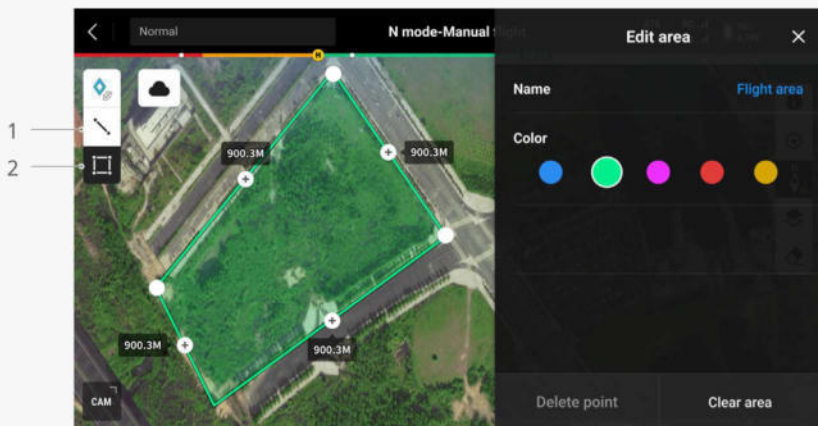 Normal
N mode-Manual
Edit area
Name
Flight area
Color
1
2
900.3M
900.3M
900.3M
900.3M
CAM
Delete point
Clear area